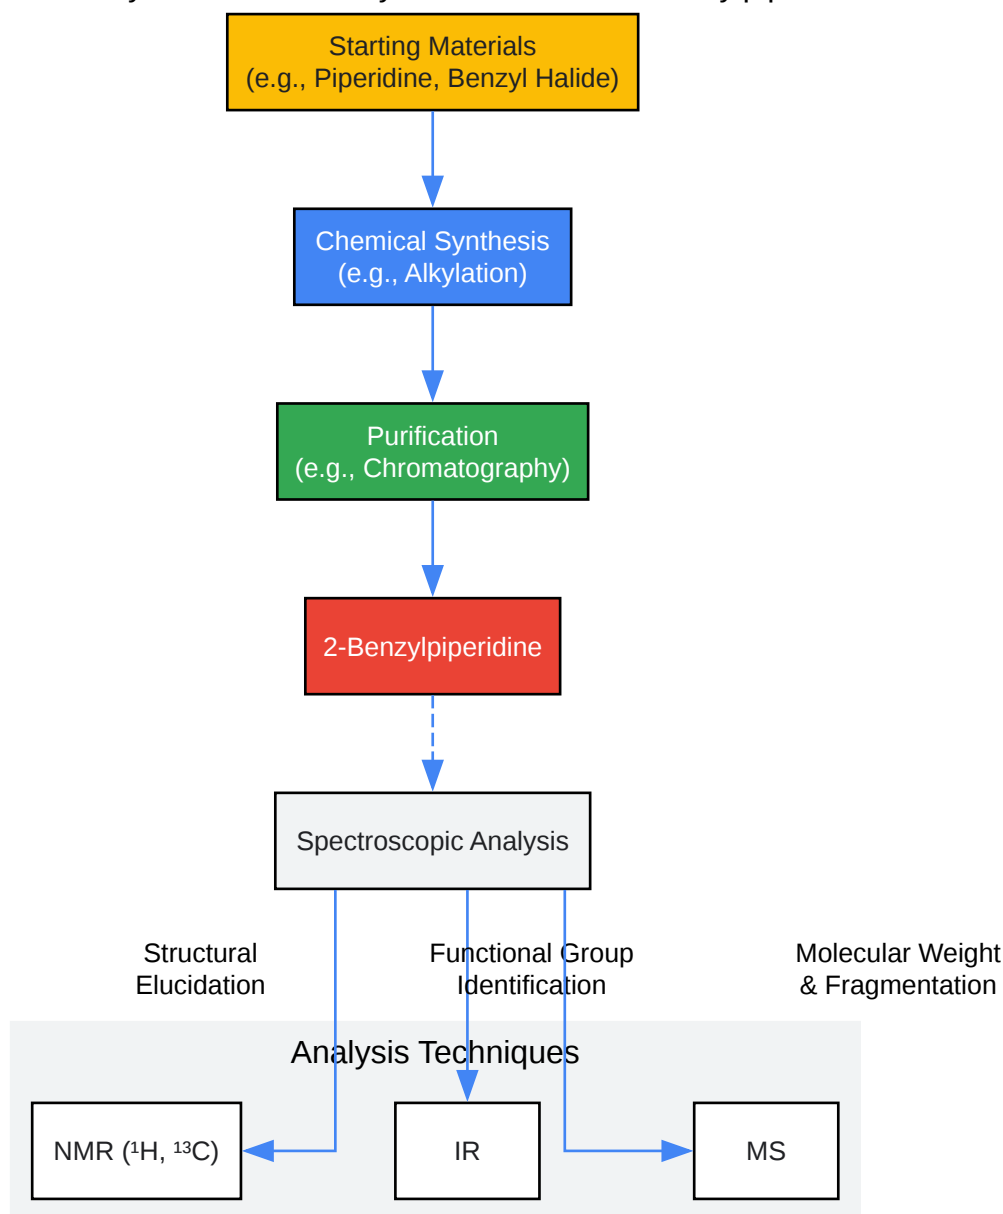 Starting Materials
(e.g., Piperidine, Benzyl Halide)
Chemical Synthesis
(e.g., Alkylation)
Purification
(e.g., Chromatography)
2-Benzylpiperidine
Spectroscopic Analysis
Structural
Elucidation
Functional Group
Identification
Molecular Weight
& Fragmentation
Analysis Techniques
NMR (¹H, ¹³C)
IR
MS